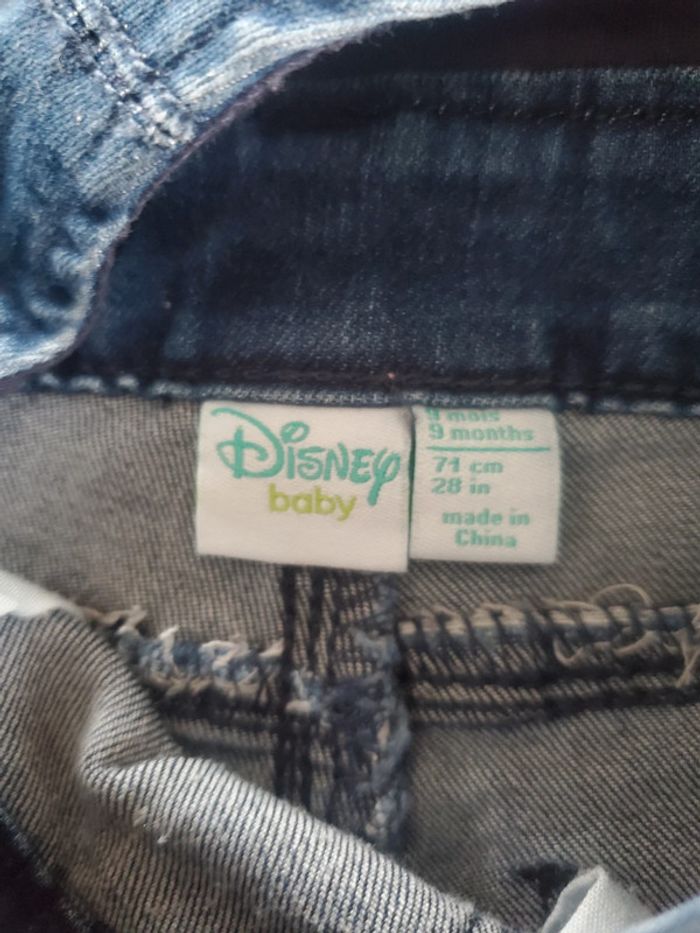 Disney
baby
9 mois
9 months
71 cm
28 in
made in
China